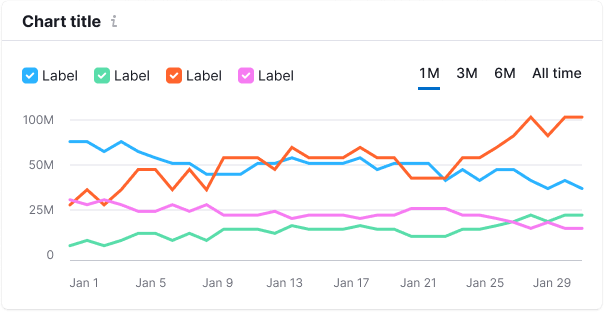 Chart title i
Label Label Label Label 1M 3M 6M All time
100M
50M
25M
0
Jan 1 Jan 5 Jan 9 Jan 13 Jan 17 Jan 21 Jan 25 Jan 29